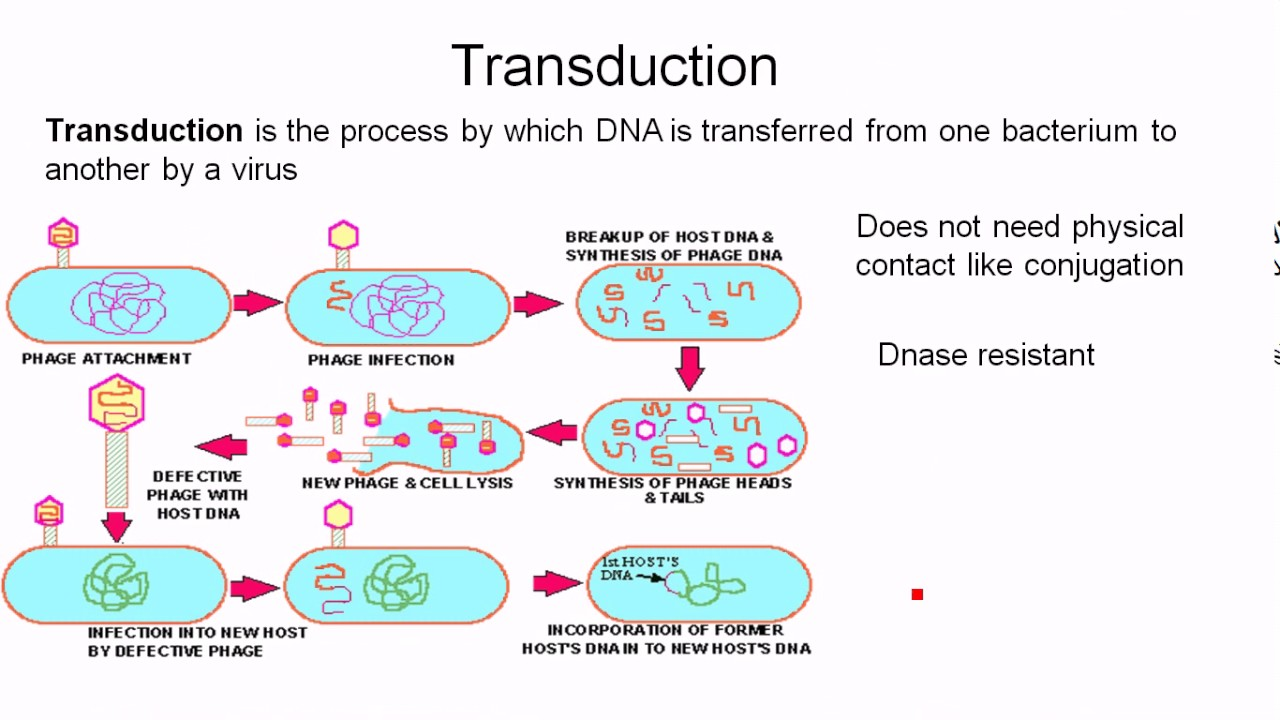 Transduction
Transduction is the process by which DNA is transferred from one bacterium to
another by a virus
BREAKUP OF HOST DNA &
SYNTHESIS OF PHAGE DNA
Does not need physical
contact like conjugation
PHAGE ATTACHMENT
PHAGE INFECTION
Dnase resistant
DEFECTIVE
PHAGE WITH
HOST DNA
NEW PHAGE & CELL LYSIS
SYNTHESIS OF PHAGE HEADS
& TAILS
1st HOST'S
DNA
INFECTION INTO NEW HOST
BY DEFECTIVE PHAGE
INCORPORATION OF FORMER
HOST'S DNA IN TO NEW HOST'S DNA